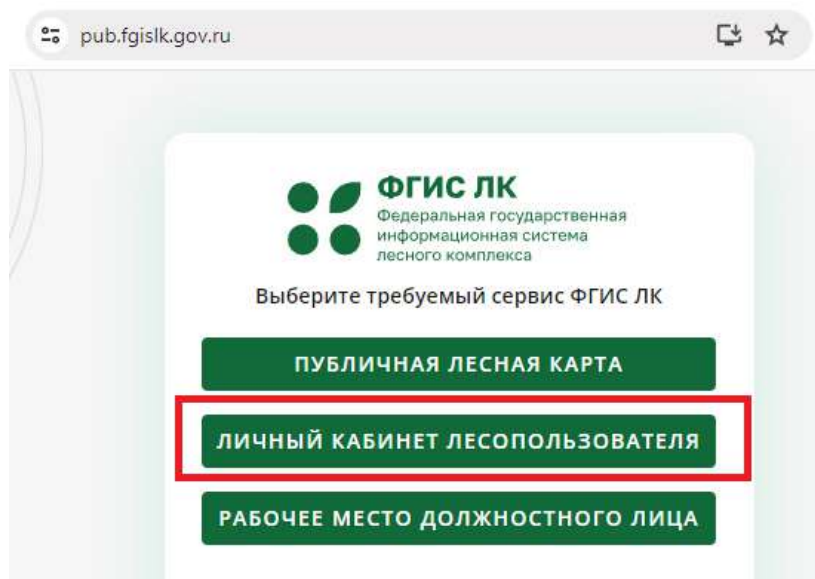 pub.fgislk.gov.ru
ФГИС ЛК
Федеральная государственная
информационная система
лесного комплекса
Выберите требуемый сервис ФГИС ЛК
ПУБЛИЧНАЯ ЛЕСНАЯ КАРТА
ЛИЧНЫЙ КАБИНЕТ ЛЕСОПОЛЬЗОВАТЕЛЯ
РАБОЧЕЕ МЕСТО ДОЛЖНОСТНОГО ЛИЦА